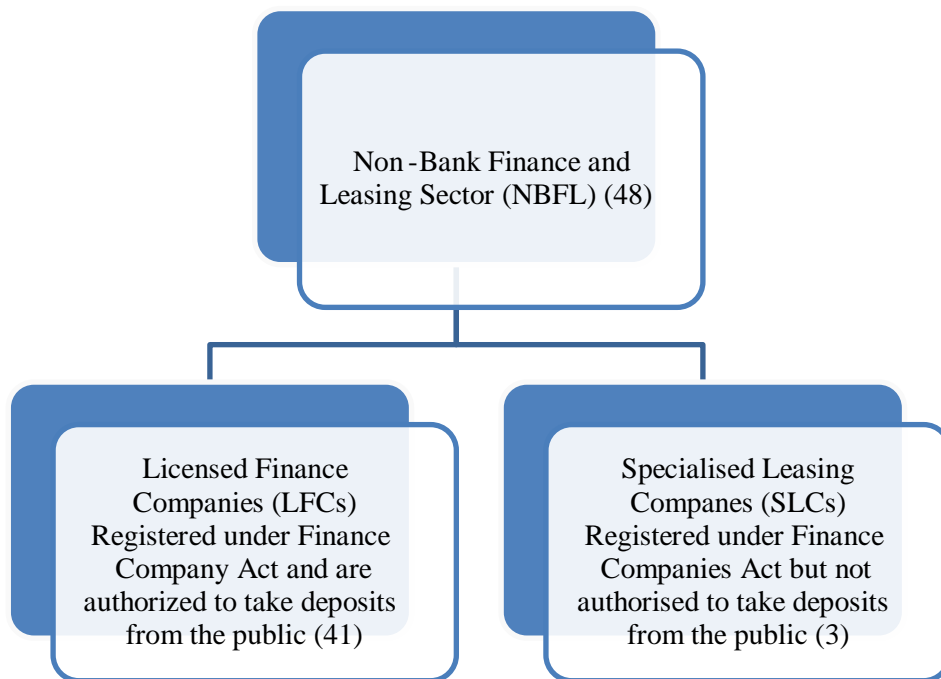 Non-Bank Finance and
Leasing Sector (NBFL) (48)
Licensed Finance
Companies (LFCs)
Registered under Finance
Company Act and are
authorized to take deposits
from the public (41)
Specialised Leasing
Companes (SLCs)
Registered under Finance
Companies Act but not
authorised to take deposits
from the public (3)